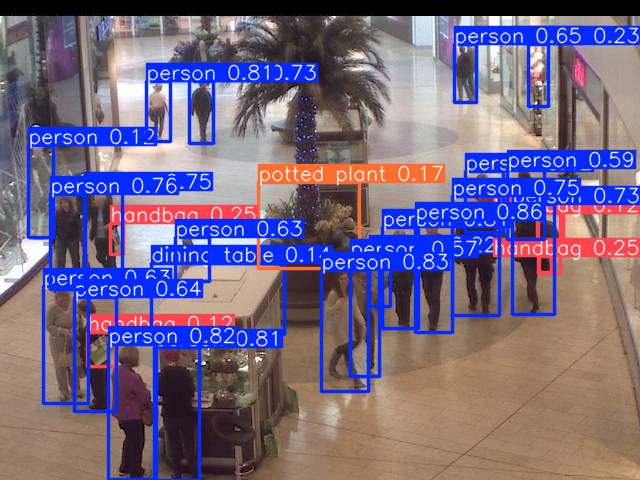 person 0.65 0.23
person 0.81 0.73
person 0.12
person 0.59
potted plant 0.17
person 0.76 .75
person 0.75
0.73
handbag 0.25
person 0.86
person 0.63
handbag 0.25
dining table 0.14
person 0.83
person 0.63
person 0.64
handbag 0.12
person 0.82 0.81